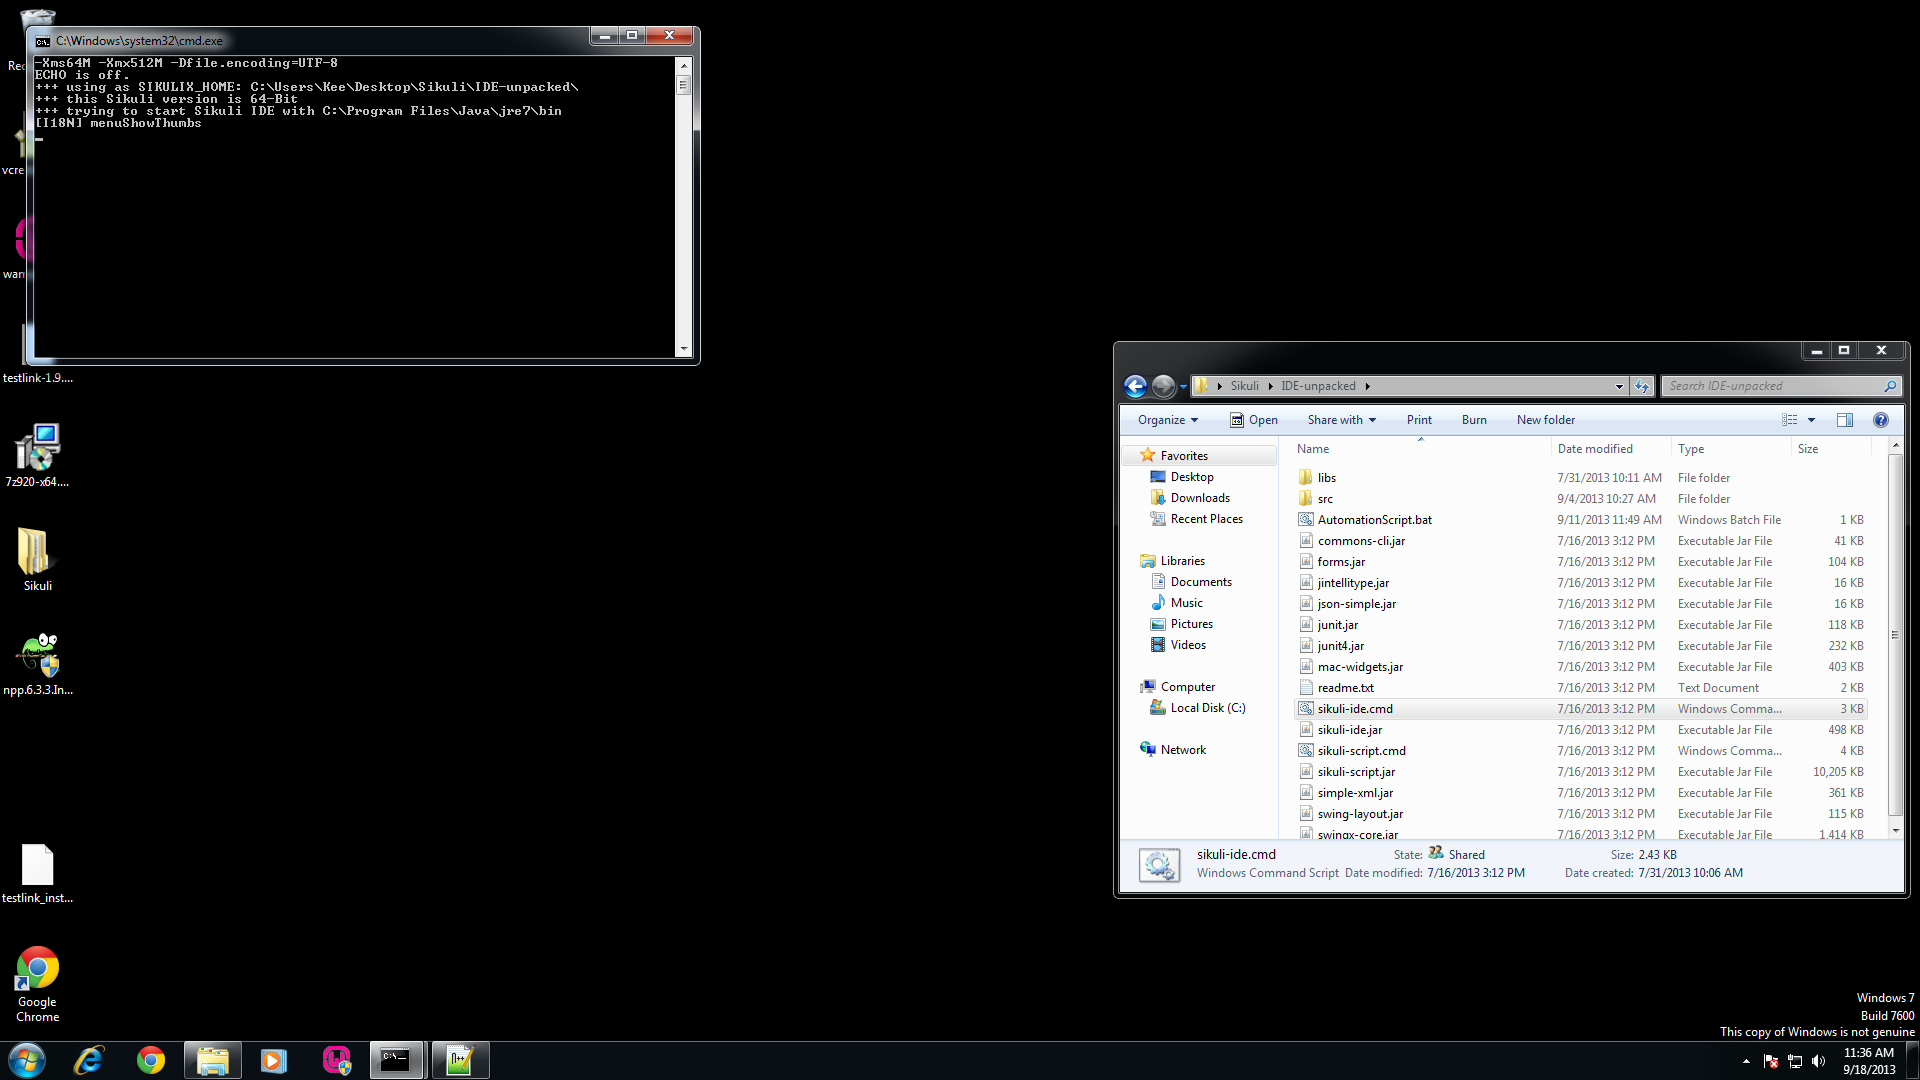 Rec
vcre
wan
testlink-1.9....
7z920-x64....
Sikuli
npp.6.3.3.In...
testlink_inst...
Google
Chrome
C:\Windows\system32\cmd.exe
-Xms64M -Xmx512M -Dfile.encoding=UTF-8
ECHO is off.
+++ using as SIKULIX_HOME: C:\Users\Kee\Desktop\Sikuli\IDE-unpacked\
+++ this Sikuli version is 64-Bit
+++ trying to start Sikuli IDE with C:\Program Files\Java\jre7\bin
[I18N] menuShowThumbs
Sikuli IDE-unpacked
Search IDE-unpacked
Organize Open Share with Print Burn New folder
Favorites
Desktop
Downloads
Recent Places
Libraries
Documents
Music
Pictures
Videos
Computer
Local Disk (C:)
Network
Name Date modified Type Size
libs 7/31/2013 10:11 AM File folder
src 9/4/2013 10:27 AM File folder
AutomationScript.bat 9/11/2013 11:49 AM Windows Batch File 1 KB
commons-cli.jar 7/16/2013 3:12 PM Executable Jar File 41 KB
forms.jar 7/16/2013 3:12 PM Executable Jar File 104 KB
jintellitype.jar 7/16/2013 3:12 PM Executable Jar File 16 KB
json-simple.jar 7/16/2013 3:12 PM Executable Jar File 16 KB
junit.jar 7/16/2013 3:12 PM Executable Jar File 118 KB
junit4.jar 7/16/2013 3:12 PM Executable Jar File 232 KB
mac-widgets.jar 7/16/2013 3:12 PM Executable Jar File 403 KB
readme.txt 7/16/2013 3:12 PM Text Document 2 KB
sikuli-ide.cmd 7/16/2013 3:12 PM Windows Comma... 3 KB
sikuli-ide.jar 7/16/2013 3:12 PM Executable Jar File 498 KB
sikuli-script.cmd 7/16/2013 3:12 PM Windows Comma... 4 KB
sikuli-script.jar 7/16/2013 3:12 PM Executable Jar File 10,205 KB
simple-xml.jar 7/16/2013 3:12 PM Executable Jar File 361 KB
swing-layout.jar 7/16/2013 3:12 PM Executable Jar File 115 KB
swingx-core.jar 7/16/2013 3:12 PM Executable Jar File 1,414 KB
sikuli-ide.cmd State: Shared Size: 2.43 KB
Windows Command Script Date modified: 7/16/2013 3:12 PM Date created: 7/31/2013 10:06 AM
Windows 7
Build 7600
This copy of Windows is not genuine
11:36 AM
9/18/2013